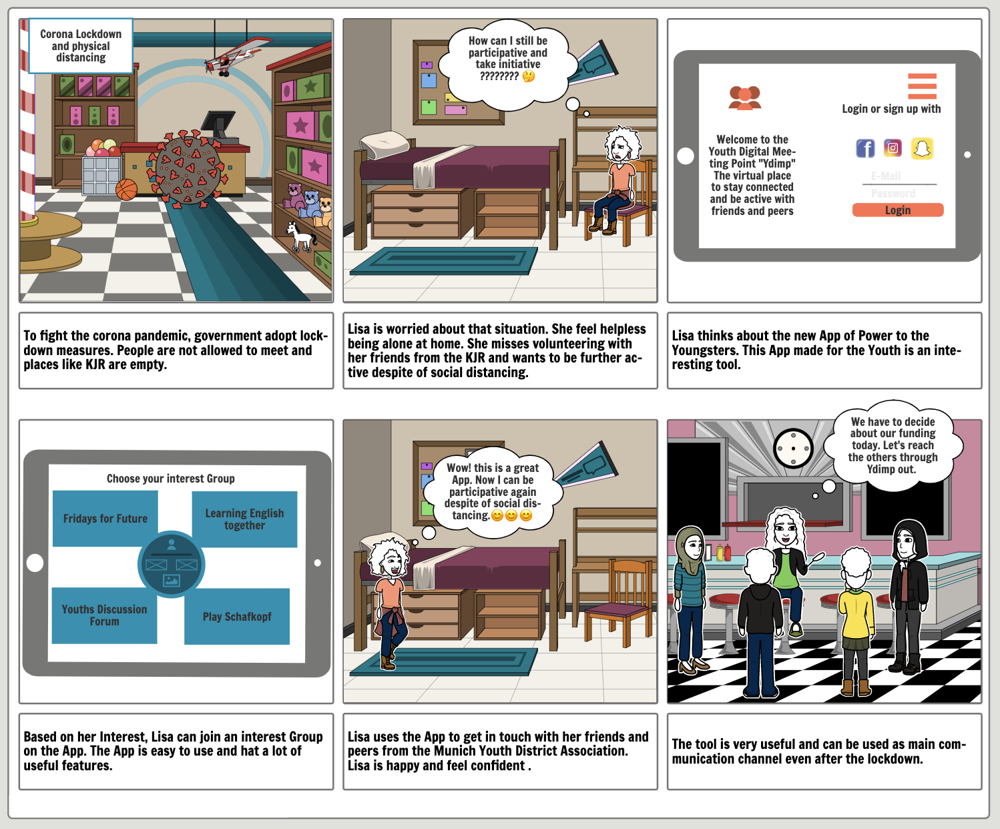 Corona Lockdown
and physical
distancing
How can I still be
participative and
take initiative
???????? 🤔
Login or sign up with
Welcome to the
Youth Digital Mee-
ting Point "Ydimp"
The virtual place
to stay connected
and be active with
friends and peers
E-Mail
Password
Login
To fight the corona pandemic, government adopt lock-
down measures. People are not allowed to meet and
places like KJR are empty.
Lisa is worried about that situation. She feel helpless
being alone at home. She misses volunteering with
her friends from the KJR and wants to be further ac-
tive despite of social distancing.
Lisa thinks about the new App of Power to the
Youngsters. This App made for the Youth is an inte-
resting tool.
Choose your interest Group
Fridays for Future
Learning English
together
Youths Discussion
Forum
Play Schafkopf
Wow! this is a great
App. Now I can be
participative again
despite of social dis-
tancing.😊😊😊
We have to decide
about our funding
today. Let's reach
the others through
Ydimp out.
Based on her Interest, Lisa can join an interest Group
on the App. The App is easy to use and hat a lot of
useful features.
Lisa uses the App to get in touch with her friends and
peers from the Munich Youth District Association.
Lisa is happy and feel confident .
The tool is very useful and can be used as main com-
munication channel even after the lockdown.